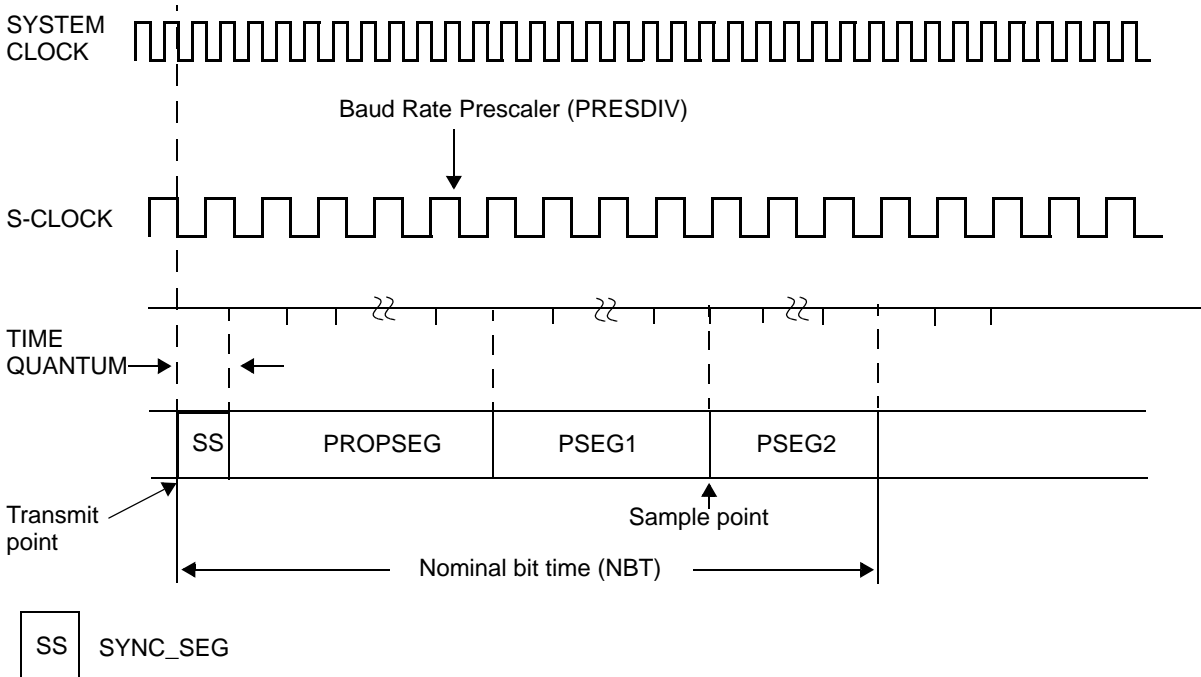 SYSTEM
CLOCK
Baud Rate Prescaler (PRESDIV)
S-CLOCK
TIME
QUANTUM
SS
PROPSEG
PSEG1
PSEG2
Transmit
point
Sample point
Nominal bit time (NBT)
SS
SYNC_SEG